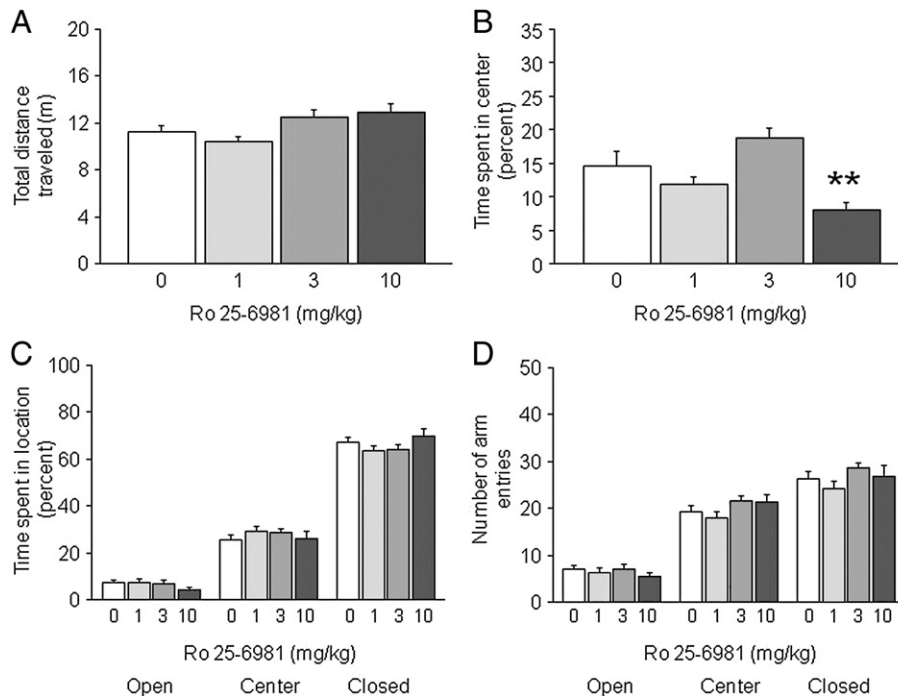 A
Total distance
traveled (m)
20
16
12
8
4
0
0 1 3 10
Ro 25-6981 (mg/kg)
B
Time spent in center
(percent)
35
30
25
20
15
10
5
0
**
0 1 3 10
Ro 25-6981 (mg/kg)
C
Time spent in location
(percent)
100
80
60
40
20
0
0 1 3 10 0 1 3 10 0 1 3 10
Ro 25-6981 (mg/kg)
Open Center Closed
D
Number of arm
entries
50
40
30
20
10
0
0 1 3 10 0 1 3 10 0 1 3 10
Ro 25-6981 (mg/kg)
Open Center Closed